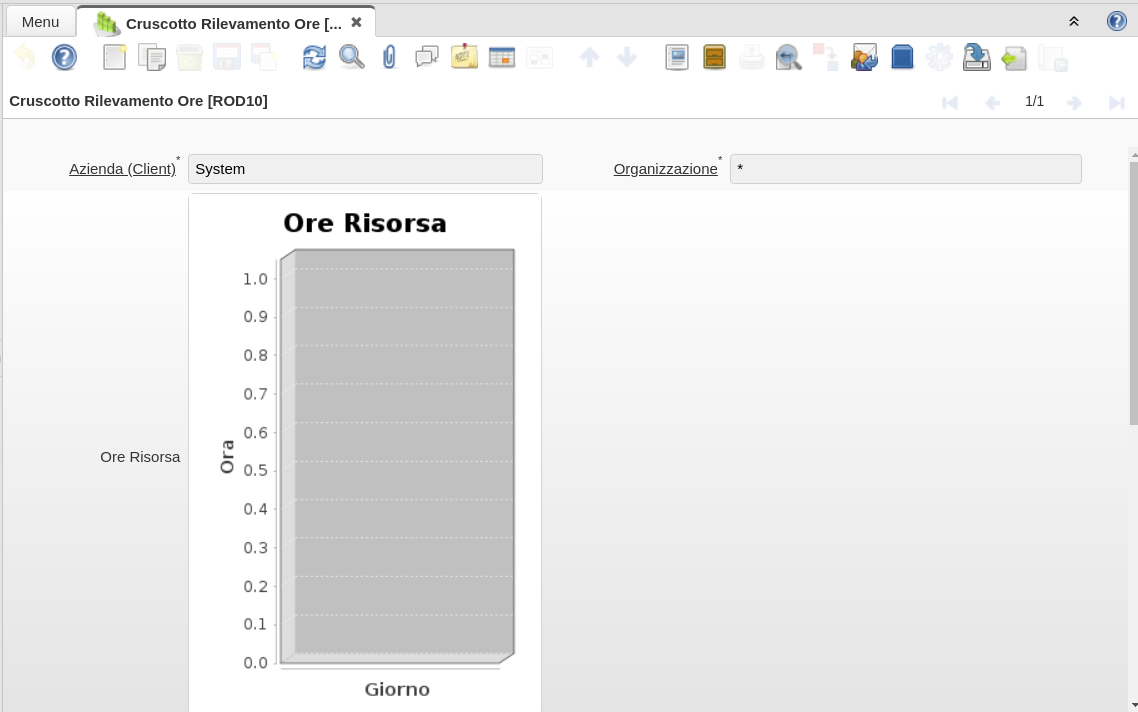 Menu
Cruscotto Rilevamento Ore [...
Cruscotto Rilevamento Ore [ROD10]
1/1
Azienda (Client)*
System
Organizzazione*
*
Ore Risorsa
Ore Risorsa
Ora
1.0
0.9
0.8
0.7
0.6
0.5
0.4
0.3
0.2
0.1
0.0
Giorno